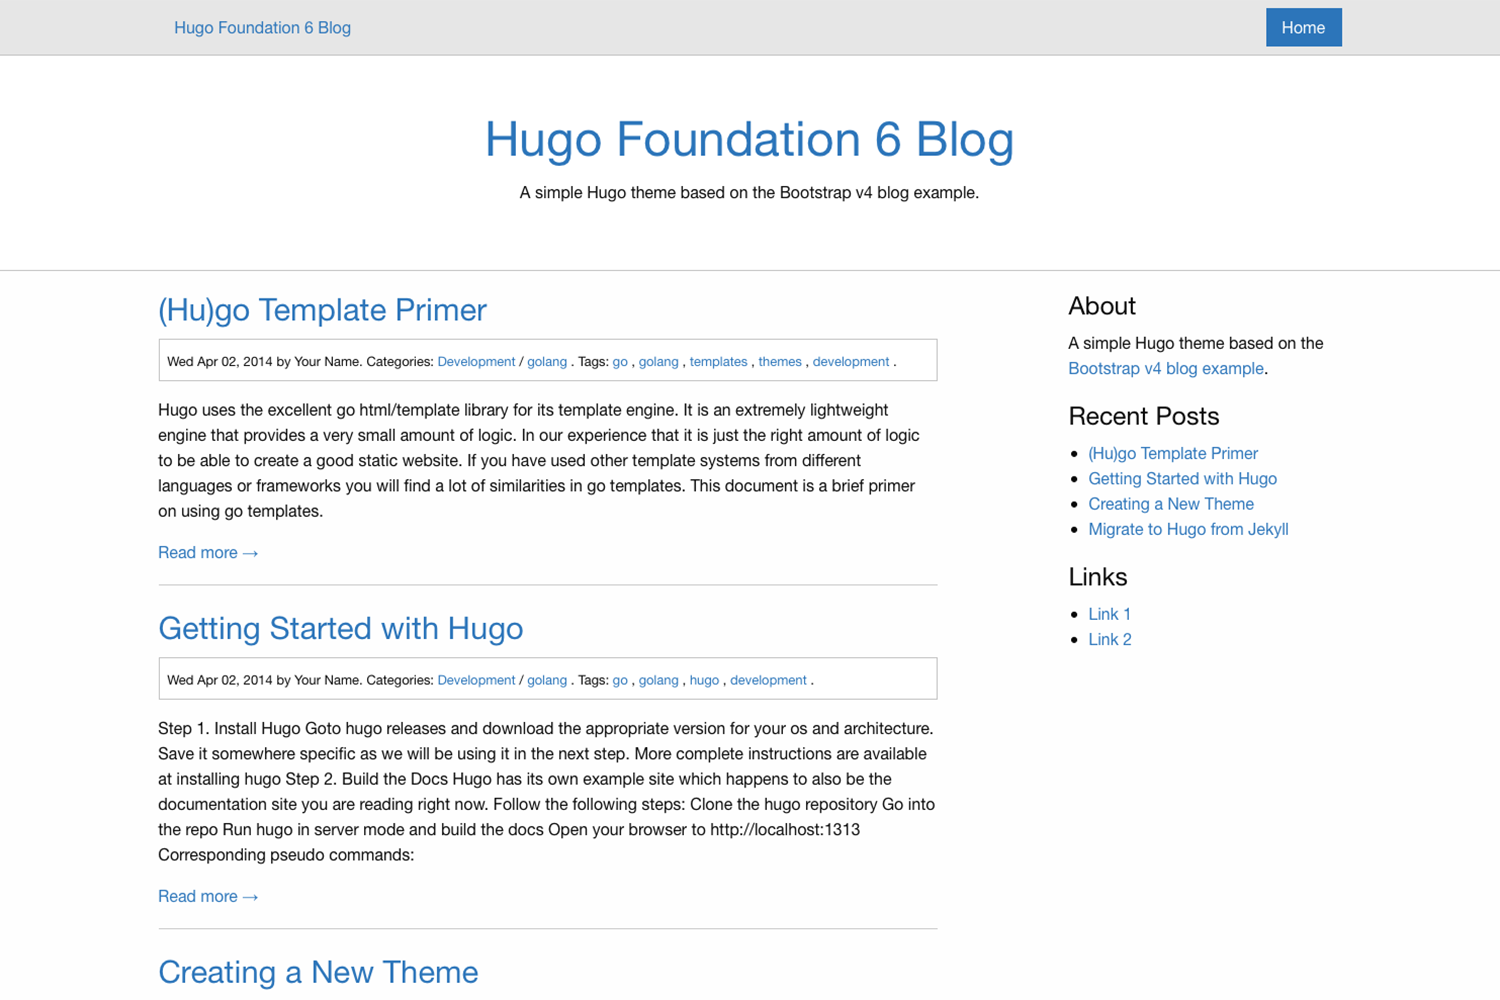 Hugo Foundation 6 Blog
Home
Hugo Foundation 6 Blog
A simple Hugo theme based on the Bootstrap v4 blog example.
(Hu)go Template Primer
Wed Apr 02, 2014 by Your Name. Categories: Development / golang . Tags: go , golang , templates , themes , development .
Hugo uses the excellent go html/template library for its template engine. It is an extremely lightweight
engine that provides a very small amount of logic. In our experience that it is just the right amount of logic
to be able to create a good static website. If you have used other template systems from different
languages or frameworks you will find a lot of similarities in go templates. This document is a brief primer
on using go templates.
Read more →
Getting Started with Hugo
Wed Apr 02, 2014 by Your Name. Categories: Development / golang . Tags: go , golang , hugo , development .
Step 1. Install Hugo Goto hugo releases and download the appropriate version for your os and architecture.
Save it somewhere specific as we will be using it in the next step. More complete instructions are available
at installing hugo Step 2. Build the Docs Hugo has its own example site which happens to also be the
documentation site you are reading right now. Follow the following steps: Clone the hugo repository Go into
the repo Run hugo in server mode and build the docs Open your browser to http://localhost:1313
Corresponding pseudo commands:
Read more →
Creating a New Theme
About
A simple Hugo theme based on the
Bootstrap v4 blog example.
Recent Posts
(Hu)go Template Primer
Getting Started with Hugo
Creating a New Theme
Migrate to Hugo from Jekyll
Links
Link 1
Link 2